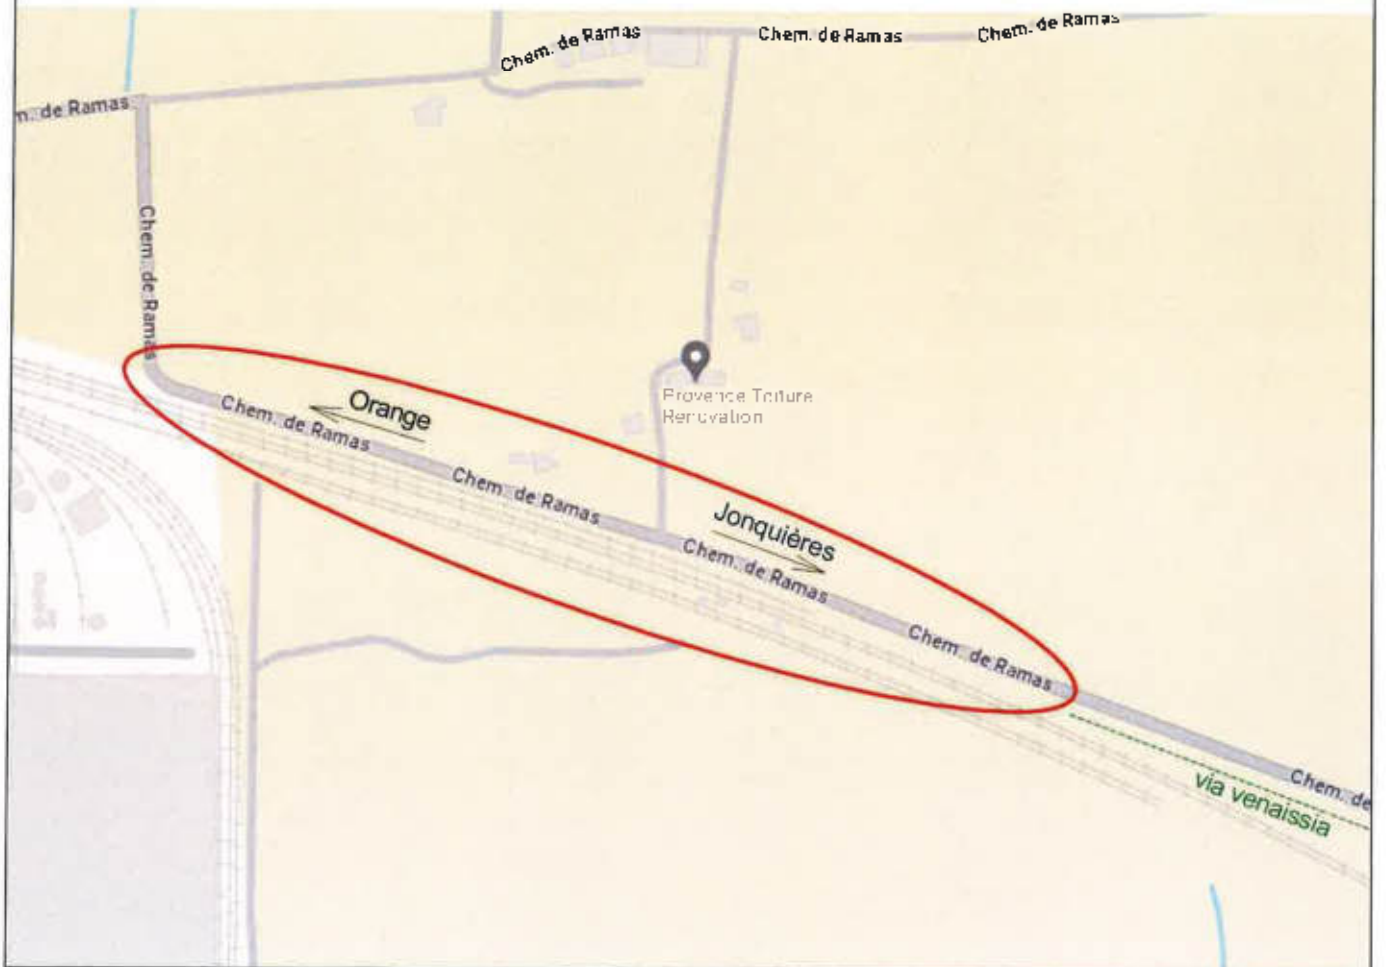 Chem. de Ramas
Chem. de Ramas
Chem. de Ramas
m. de Ramas
Chem. de Ramas
Provence Toiture
Renovation
Orange
Chem. de Ramas
Chem. de Ramas
Jonquières
Chem. de Ramas
Chem. de Ramas
Chem. de
via venaissia